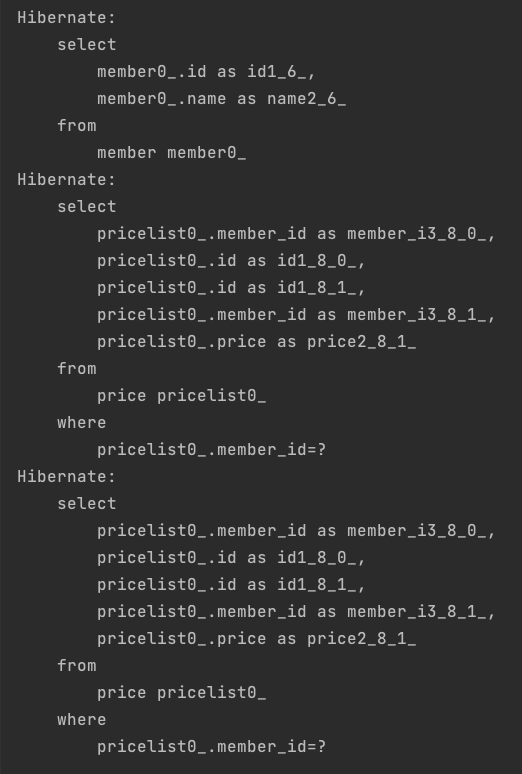 Hibernate:
    select
        member0_.id as id1_6_,
        member0_.name as name2_6_
    from
        member member0_
Hibernate:
    select
        pricelist0_.member_id as member_i3_8_0_,
        pricelist0_.id as id1_8_0_,
        pricelist0_.id as id1_8_1_,
        pricelist0_.member_id as member_i3_8_1_,
        pricelist0_.price as price2_8_1_
    from
        price pricelist0_
    where
        pricelist0_.member_id=?
Hibernate:
    select
        pricelist0_.member_id as member_i3_8_0_,
        pricelist0_.id as id1_8_0_,
        pricelist0_.id as id1_8_1_,
        pricelist0_.member_id as member_i3_8_1_,
        pricelist0_.price as price2_8_1_
    from
        price pricelist0_
    where
        pricelist0_.member_id=?